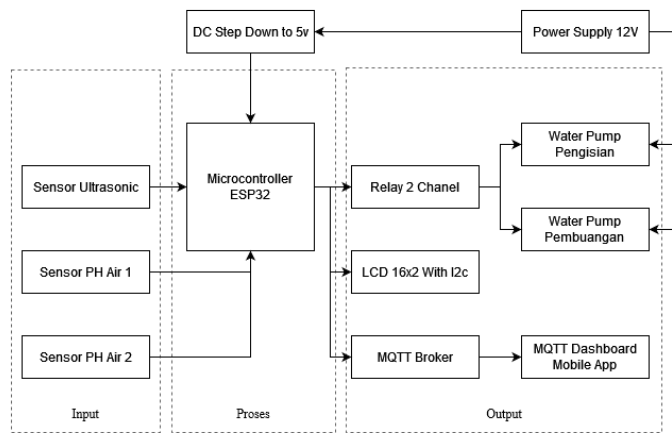 DC Step Down to 5v
Power Supply 12V
Sensor Ultrasonic
Sensor PH Air 1
Sensor PH Air 2
Input
Microcontroller
ESP32
Proses
Relay 2 Chanel
LCD 16x2 With I2c
MQTT Broker
Water Pump
Pengisian
Water Pump
Pembuangan
MQTT Dashboard
Mobile App
Output